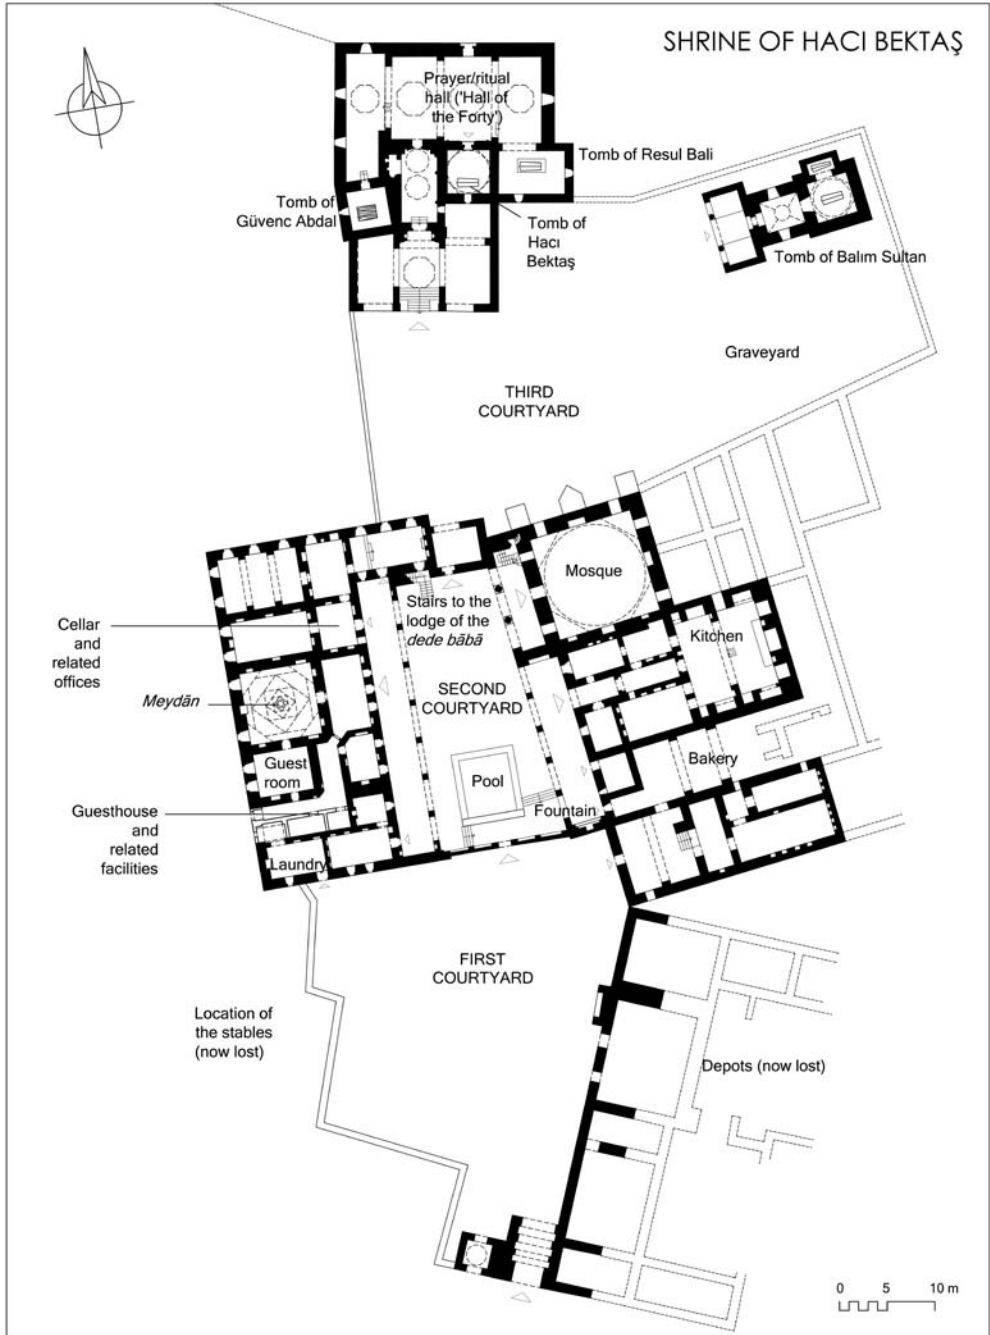 SHRINE OF HACI BEKTAŞ
Prayer/ritual
hall ('Hall of
the Forty')
Tomb of Resul Bali
Tomb of
Güvenc Abdal
Tomb of
Hacı
Bektaş
Tomb of Balım Sultan
Graveyard
THIRD
COURTYARD
Mosque
Stairs to the
lodge of the
dede bābā
Cellar
and
related
offices
Kitchen
Meydān
SECOND
COURTYARD
Guest
room
Pool
Bakery
Fountain
Guesthouse
and
related
facilities
Laundry
FIRST
COURTYARD
Location of
the stables
(now lost)
Depots (now lost)
0 5 10 m